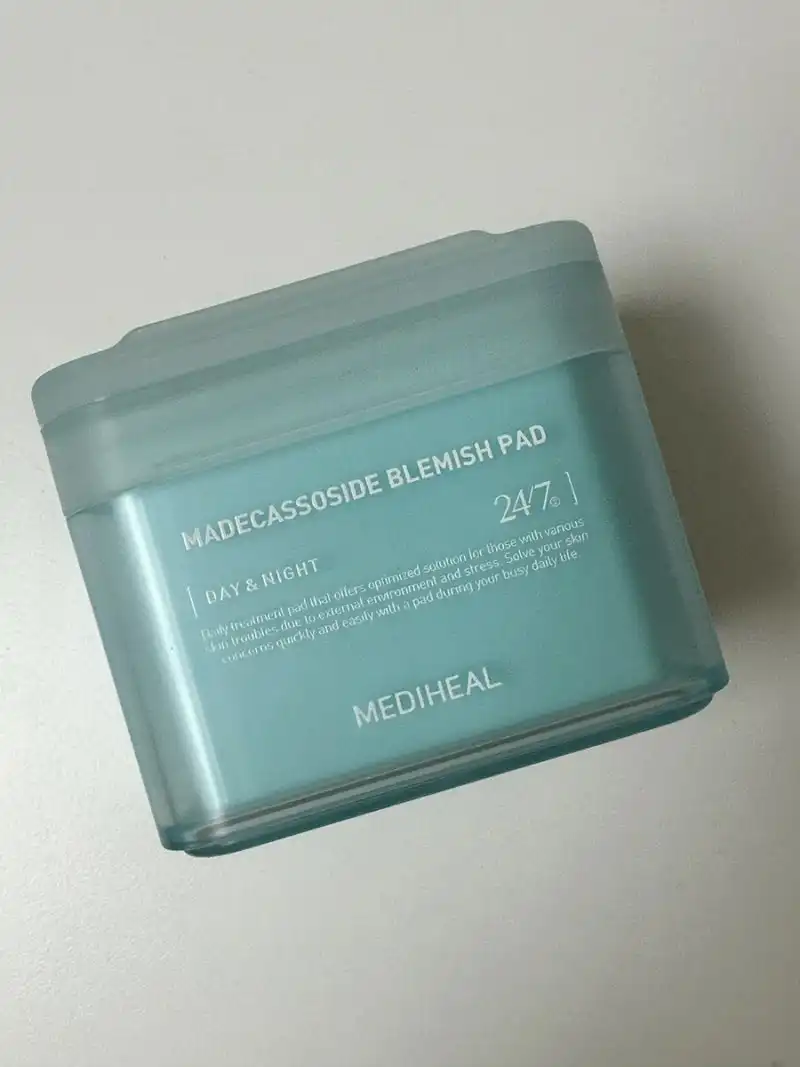 MADECASSOSIDE BLEMISH PAD
24/7 ]
[ DAY & NIGHT
Daily treatment pad that offers optimized solution for those with various
skin troubles due to external environment and stress. Solve your skin
concerns quickly and easily with a pad during your busy daily life.
MEDIHEAL